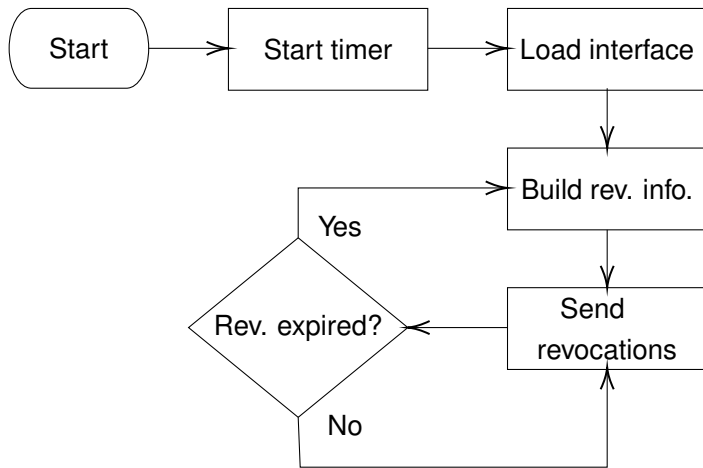 Start
Start timer
Load interface
Build rev. info.
Yes
Rev. expired?
Send
revocations
No